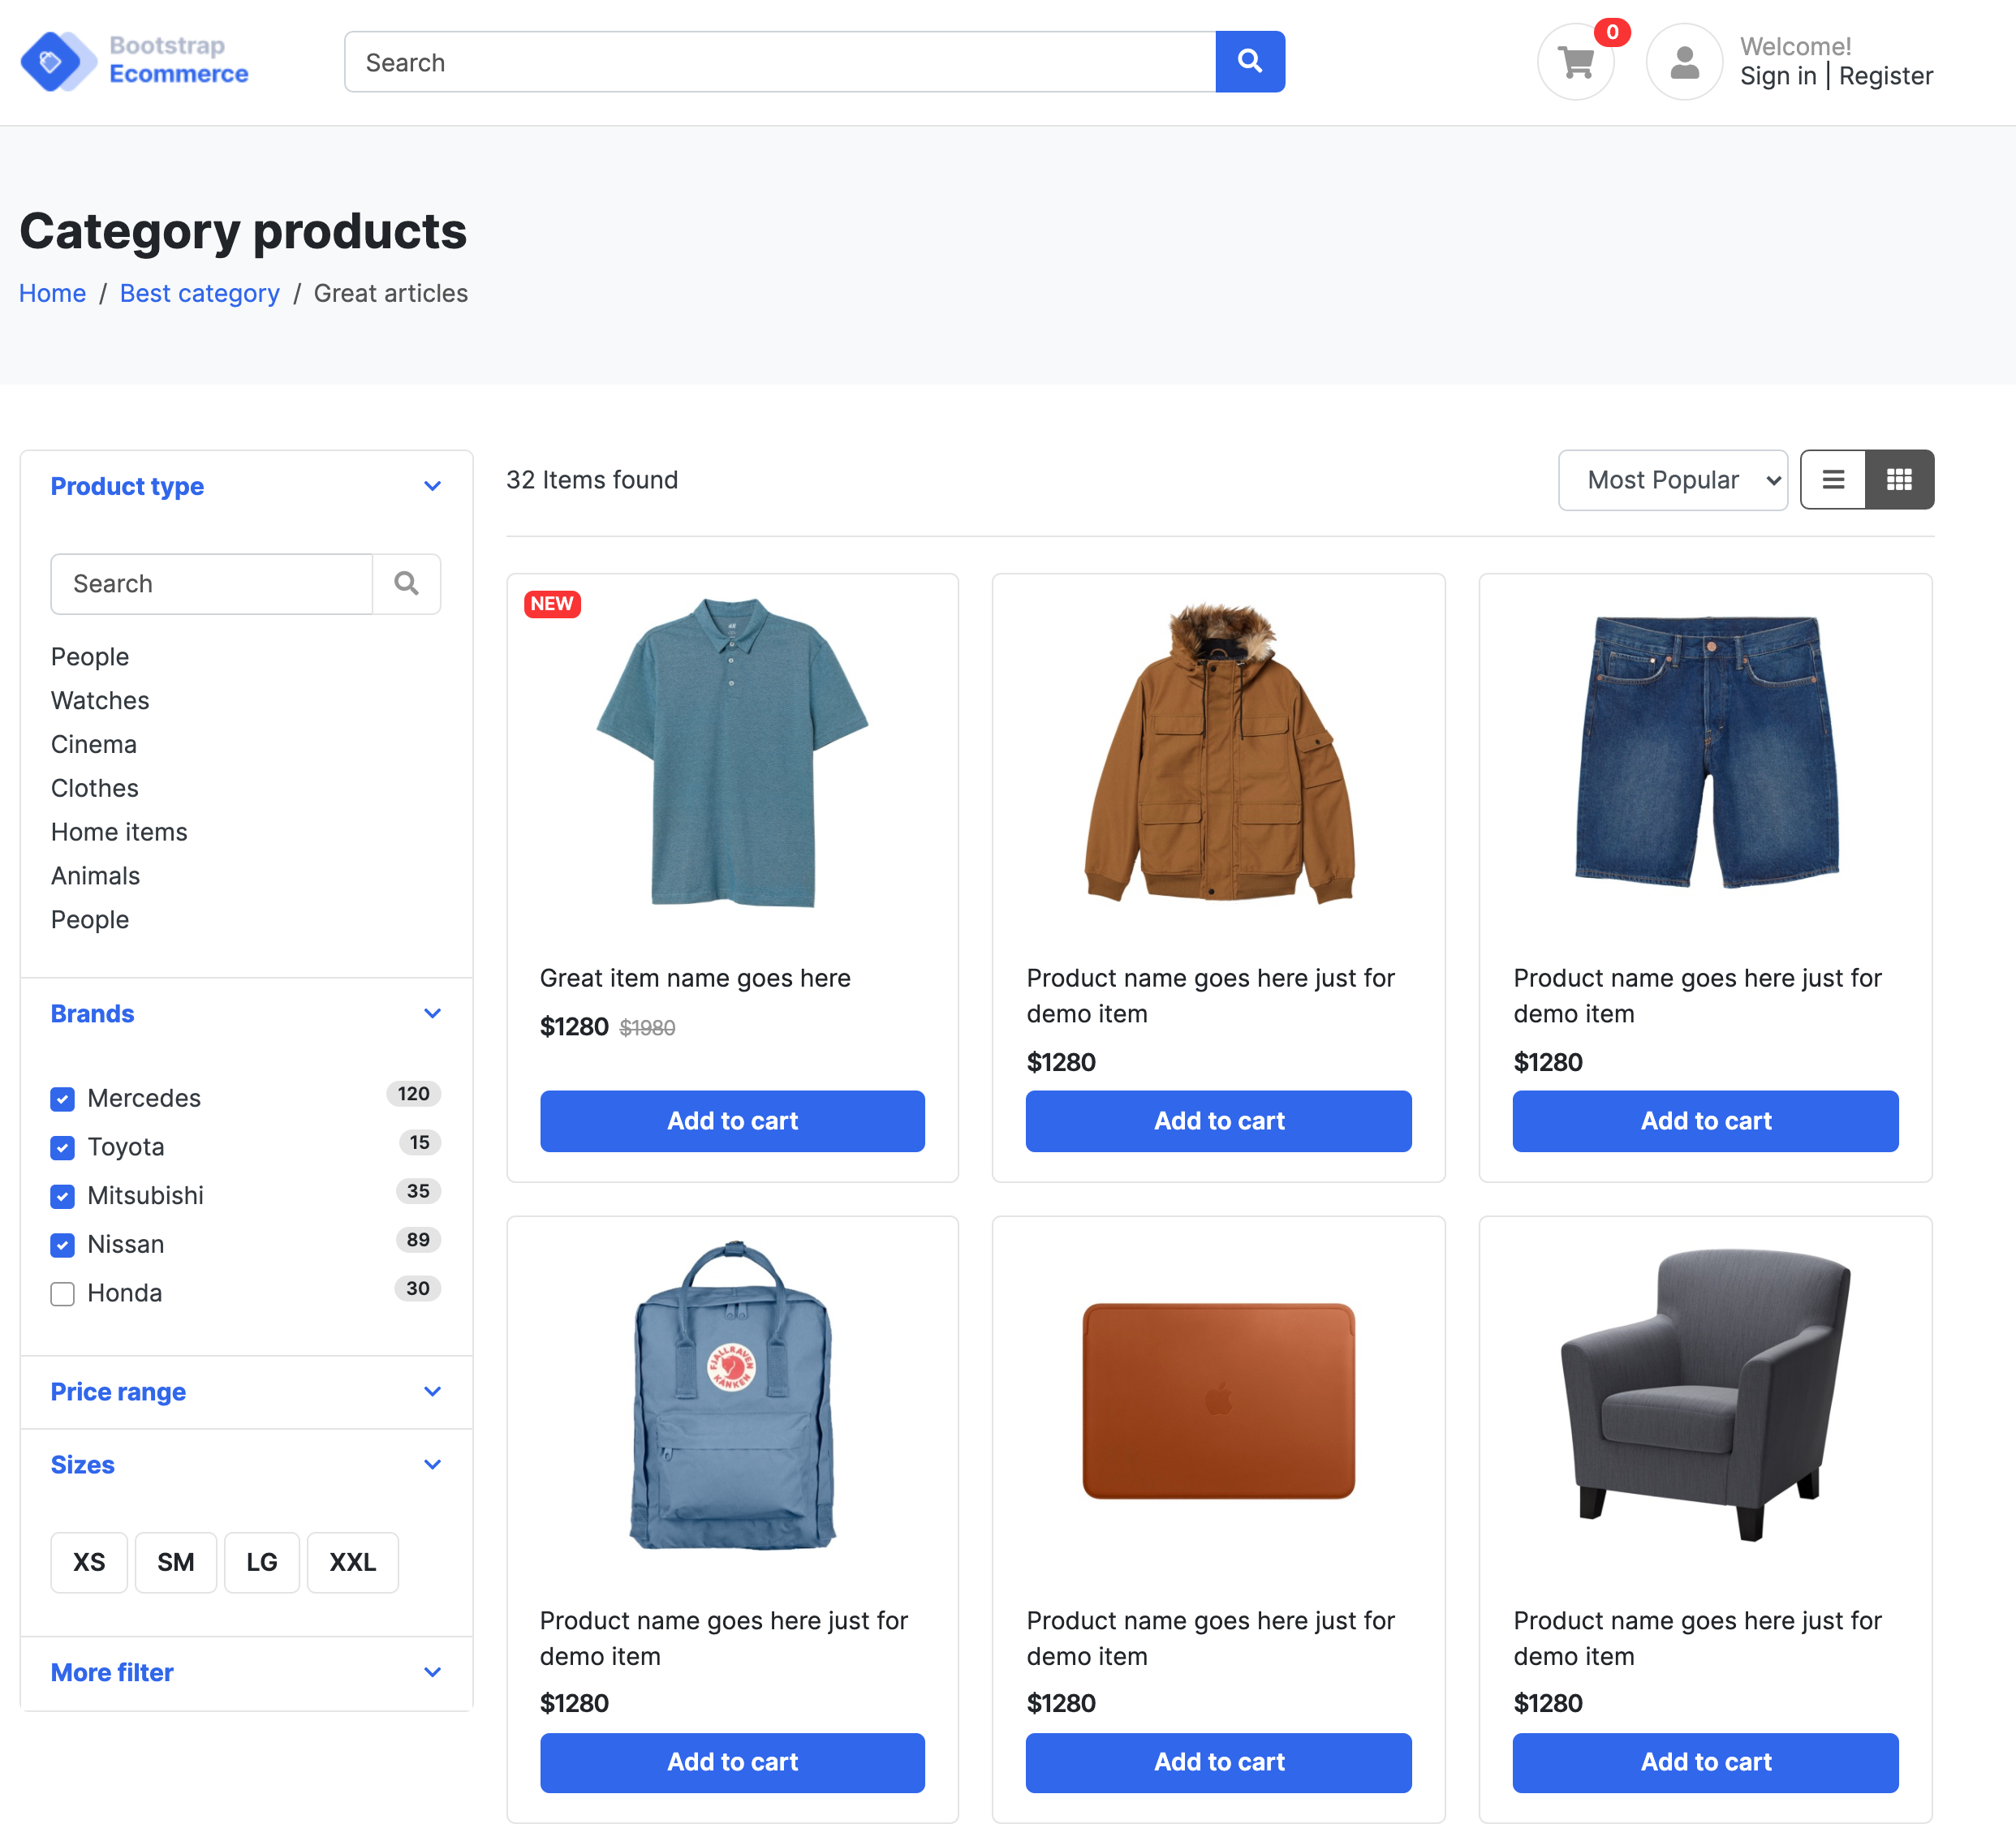 Bootstrap
Ecommerce
Search
0
Welcome!
Sign in | Register
Category products
Home / Best category / Great articles
Product type
Search
People
Watches
Cinema
Clothes
Home items
Animals
People
Brands
Mercedes 120
Toyota 15
Mitsubishi 35
Nissan 89
Honda 30
Price range
Sizes
XS SM LG XXL
More filter
32 Items found
Most Popular
NEW
Great item name goes here
$1280 $1980
Add to cart
Product name goes here just for
demo item
$1280
Add to cart
Product name goes here just for
demo item
$1280
Add to cart
FJALLRAVEN
KANKEN
Product name goes here just for
demo item
$1280
Add to cart
Product name goes here just for
demo item
$1280
Add to cart
Product name goes here just for
demo item
$1280
Add to cart